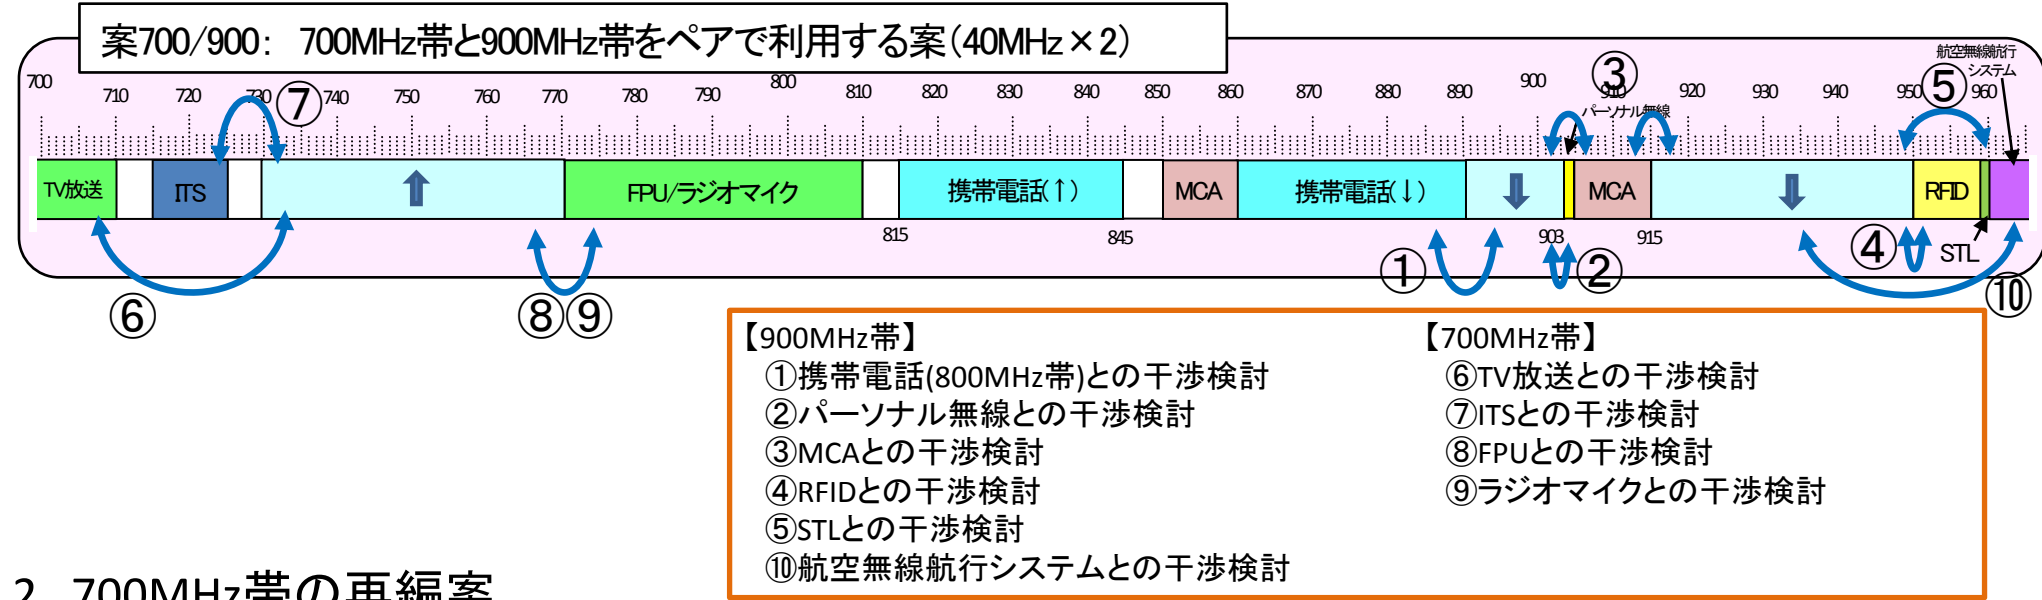 案700/900： 700MHz帯と900MHz帯をペアで利用する案（40MHz×2）
航空無線航行
システム
700 710 720 730 740 750 760 770 780 790 800 810 820 830 840 850 860 870 880 890 900 910 920 930 940 950 960
⑦ ③ ⑤
パーソナル無線
TV放送 ITS FPU/ラジオマイク 携帯電話(↑) MCA 携帯電話(↓) MCA RFID
815 845 903 915
STL
⑥ ⑧⑨ ① ② ④ ⑩
【900MHz帯】
①携帯電話(800MHz帯)との干渉検討
②パーソナル無線との干渉検討
③MCAとの干渉検討
④RFIDとの干渉検討
⑤STLとの干渉検討
⑩航空無線航行システムとの干渉検討
【700MHz帯】
⑥TV放送との干渉検討
⑦ITSとの干渉検討
⑧FPUとの干渉検討
⑨ラジオマイクとの干渉検討
2 700MHz帯の再編案